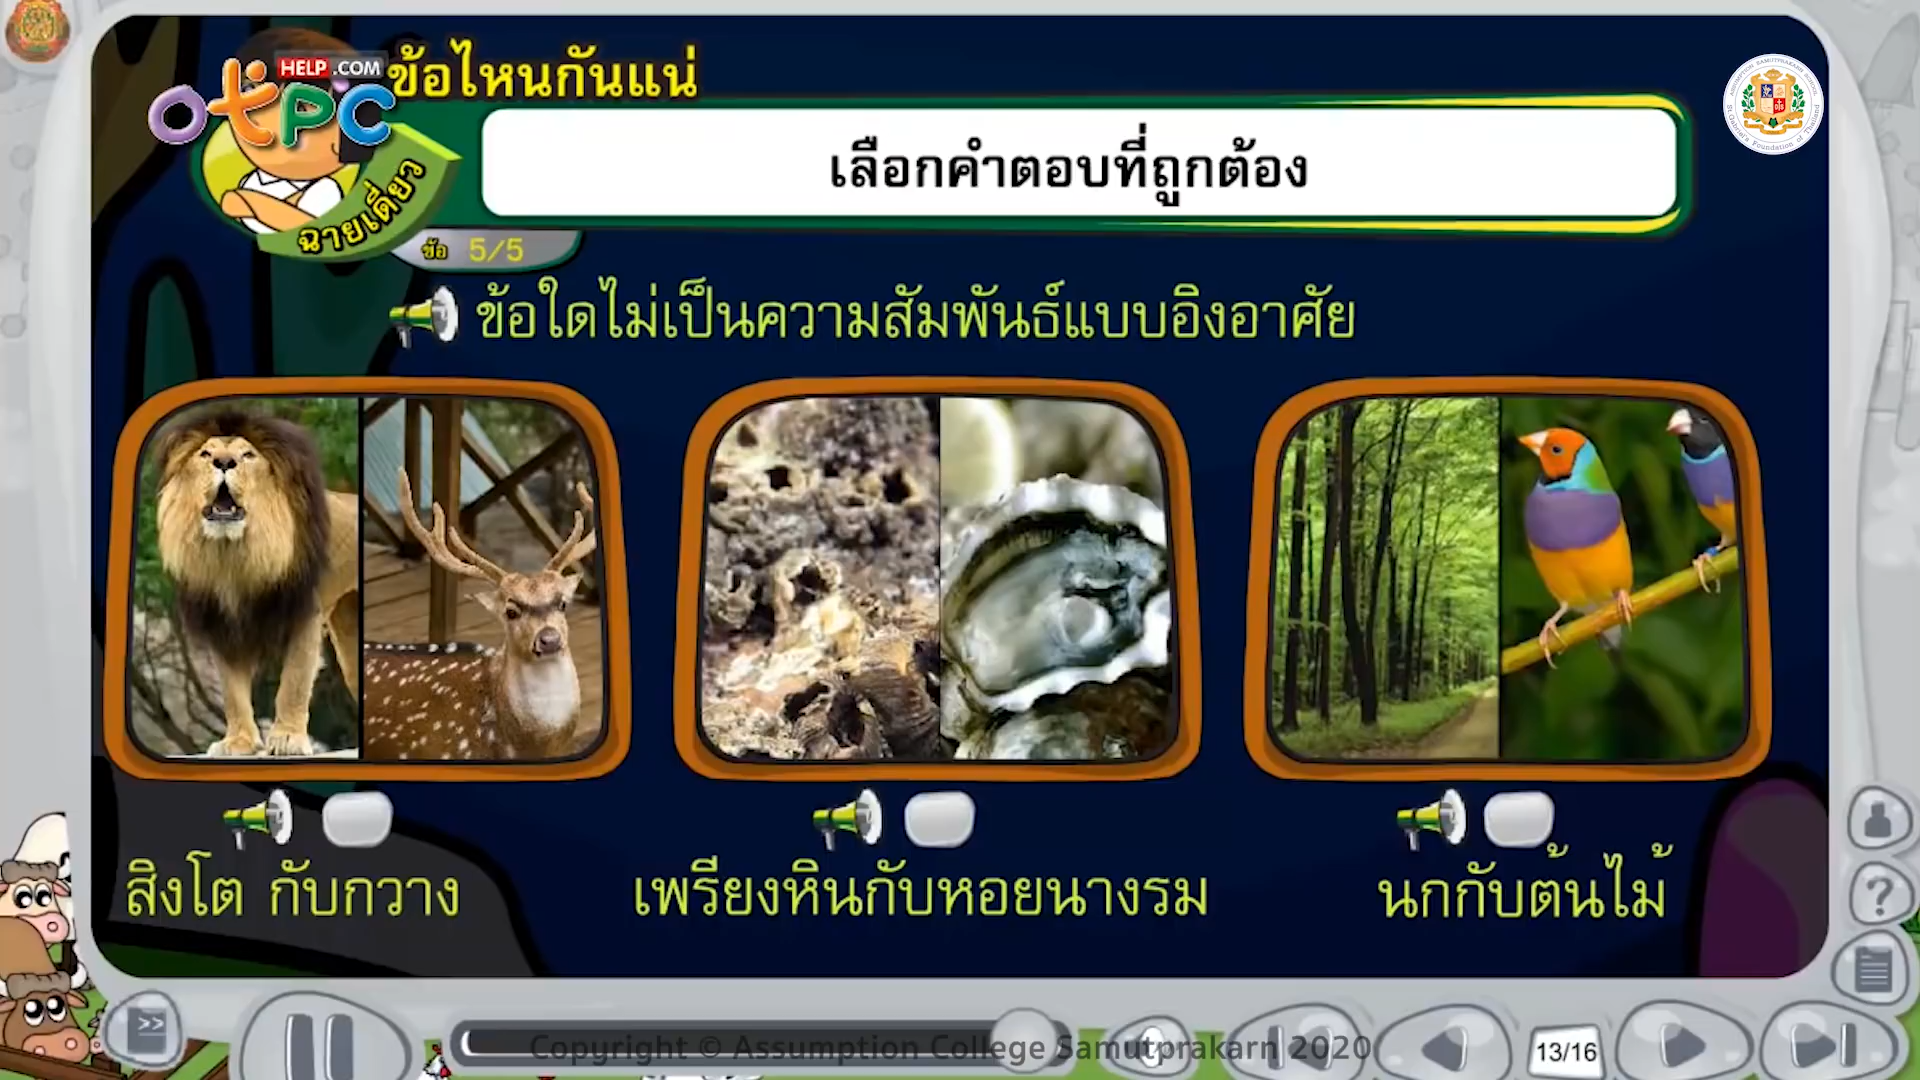 HELP.COM
otPC
ข้อไหนกันแน่
เลือกคำตอบที่ถูกต้อง
ฉายเดี่ยว
ข้อ 5/5
ข้อใดไม่เป็นความสัมพันธ์แบบอิงอาศัย
สิงโต กับกวาง
เพรียงหินกับหอยนางรม
นกกับต้นไม้
?
13/16
Copyright © Assumption College Samutprakarn 2020